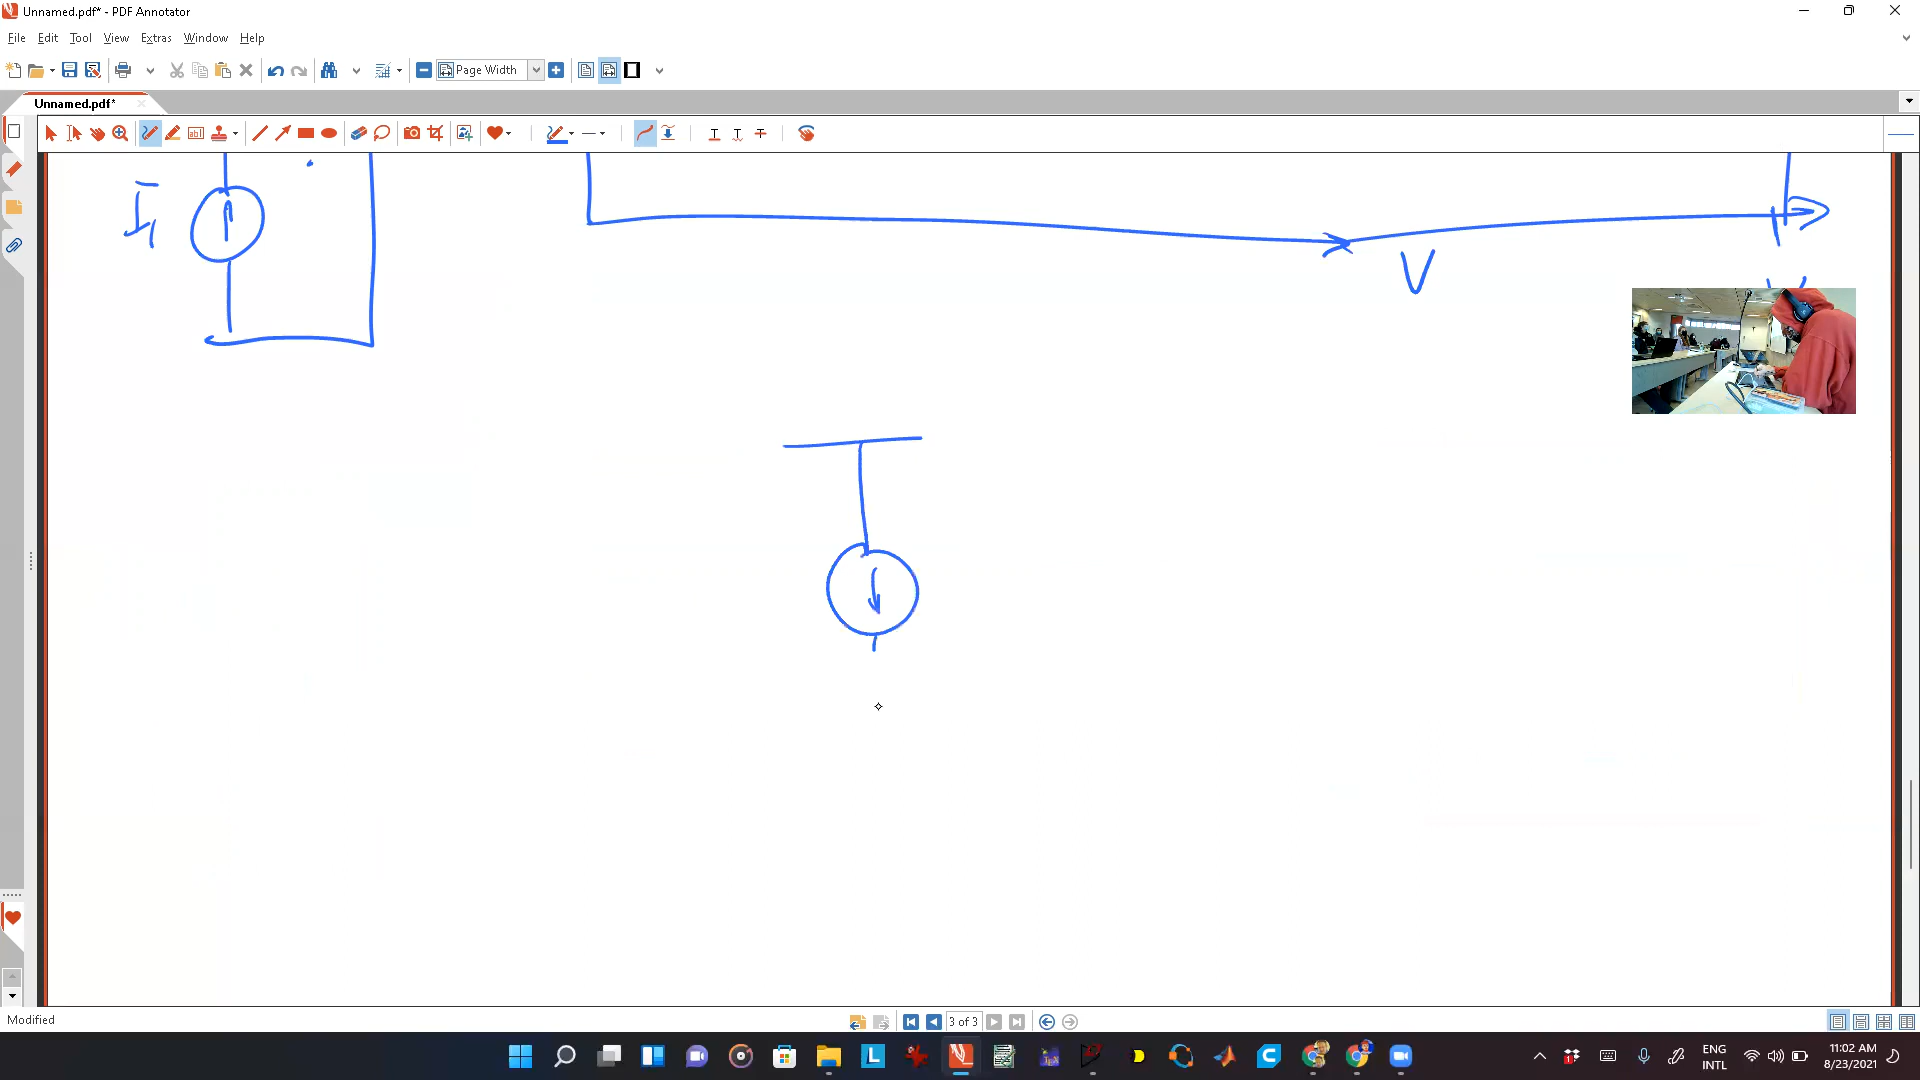 Unnamed.pdf* - PDF Annotator
File Edit Tool View Extras Window Help
Page Width
Unnamed.pdf*
I1
V
Modified
3 of 3
ENG
INTL
11:02 AM
8/23/2021